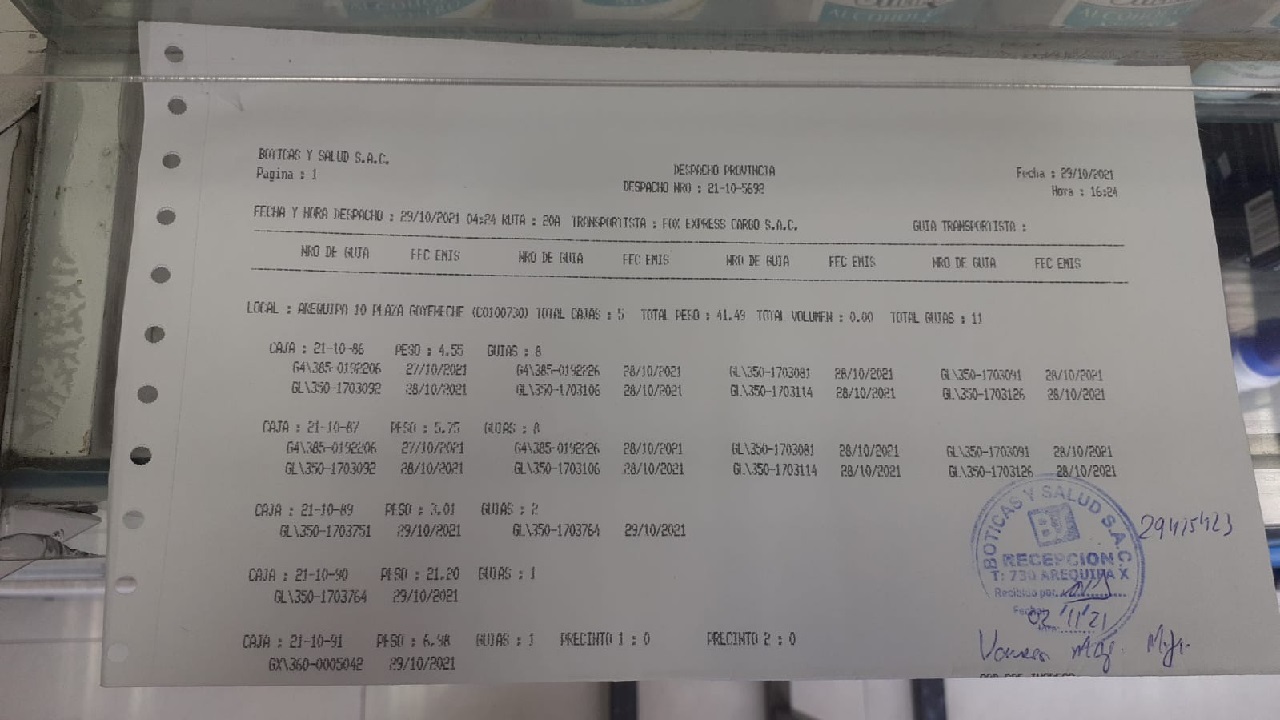 ALCOHOL
BOTICAS Y SALUD S.A.C.
Pagina : 1
DESPACHO PROVINCIA
DESPACHO NRO : 21-10-5692
Fecha : 29/10/2021
Hora : 16:24
FECHA Y HORA DESPACHO : 29/10/2021 04:24 RUTA : 20A TRANSPORTISTA : FOX EXPRESS CARGO S.A.C. GUIA TRANSPORTISTA :
NRO DE GUIA FEC EMIS NRO DE GUIA FEC EMIS NRO DE GUIA FEC EMIS NRO DE GUIA FEC EMIS
LOCAL : AREQUIPA 10 PLAZA GOYENECHE (C0100730) TOTAL CAJAS : 5 TOTAL PESO : 41.49 TOTAL VOLUMEN : 0.00 TOTAL GUIAS : 11
CAJA : 21-10-86 PESO : 4.55 GUIAS : 8
G4\385-0192206 27/10/2021 G4\385-0192226 28/10/2021 GL\350-1703081 28/10/2021 GL\350-1703091 28/10/2021
GL\350-1703092 28/10/2021 GL\350-1703106 28/10/2021 GL\350-1703114 28/10/2021 GL\350-1703126 28/10/2021
CAJA : 21-10-87 PESO : 5.75 GUIAS : 8
G4\385-0192206 27/10/2021 G4\385-0192226 28/10/2021 GL\350-1703081 28/10/2021 GL\350-1703091 28/10/2021
GL\350-1703092 28/10/2021 GL\350-1703106 28/10/2021 GL\350-1703114 28/10/2021 GL\350-1703126 28/10/2021
CAJA : 21-10-89 PESO : 3.01 GUIAS : 2
GL\350-1703751 29/10/2021 GL\350-1703764 29/10/2021
CAJA : 21-10-90 PESO : 21.20 GUIAS : 1
GL\350-1703764 29/10/2021
CAJA : 21-10-91 PESO : 6.98 GUIAS : 1 PRECINTO 1 : 0 PRECINTO 2 : 0
GX\360-0005042 29/10/2021
BOTICAS Y SALUD S.A.C.
RECEPCION
T: 730 AREQUIPA X
Recibido por
Fecha
02/11/21
29415423